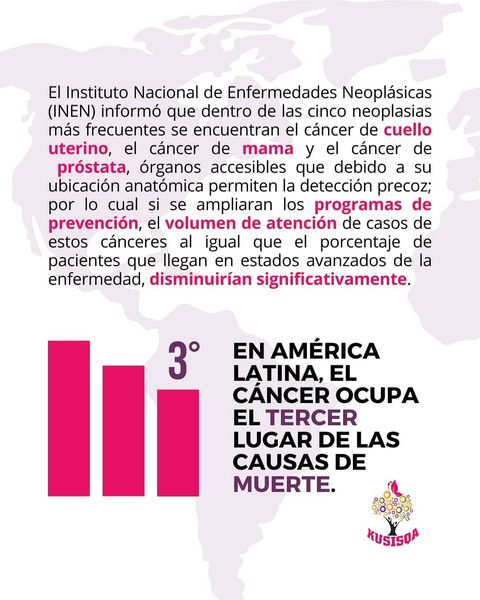 El Instituto Nacional de Enfermedades Neoplásicas
(INEN) informó que dentro de las cinco neoplasias
más frecuentes se encuentran el cáncer de cuello
uterino, el cáncer de mama y el cáncer de
próstata, órganos accesibles que debido a su
ubicación anatómica permiten la detección precoz;
por lo cual si se ampliaran los programas de
prevención, el volumen de atención de casos de
estos cánceres al igual que el porcentaje de
pacientes que llegan en estados avanzados de la
enfermedad, disminuirían significativamente.
3°
EN AMÉRICA
LATINA, EL
CÁNCER OCUPA
EL TERCER
LUGAR DE LAS
CAUSAS DE
MUERTE.
KUSISQA